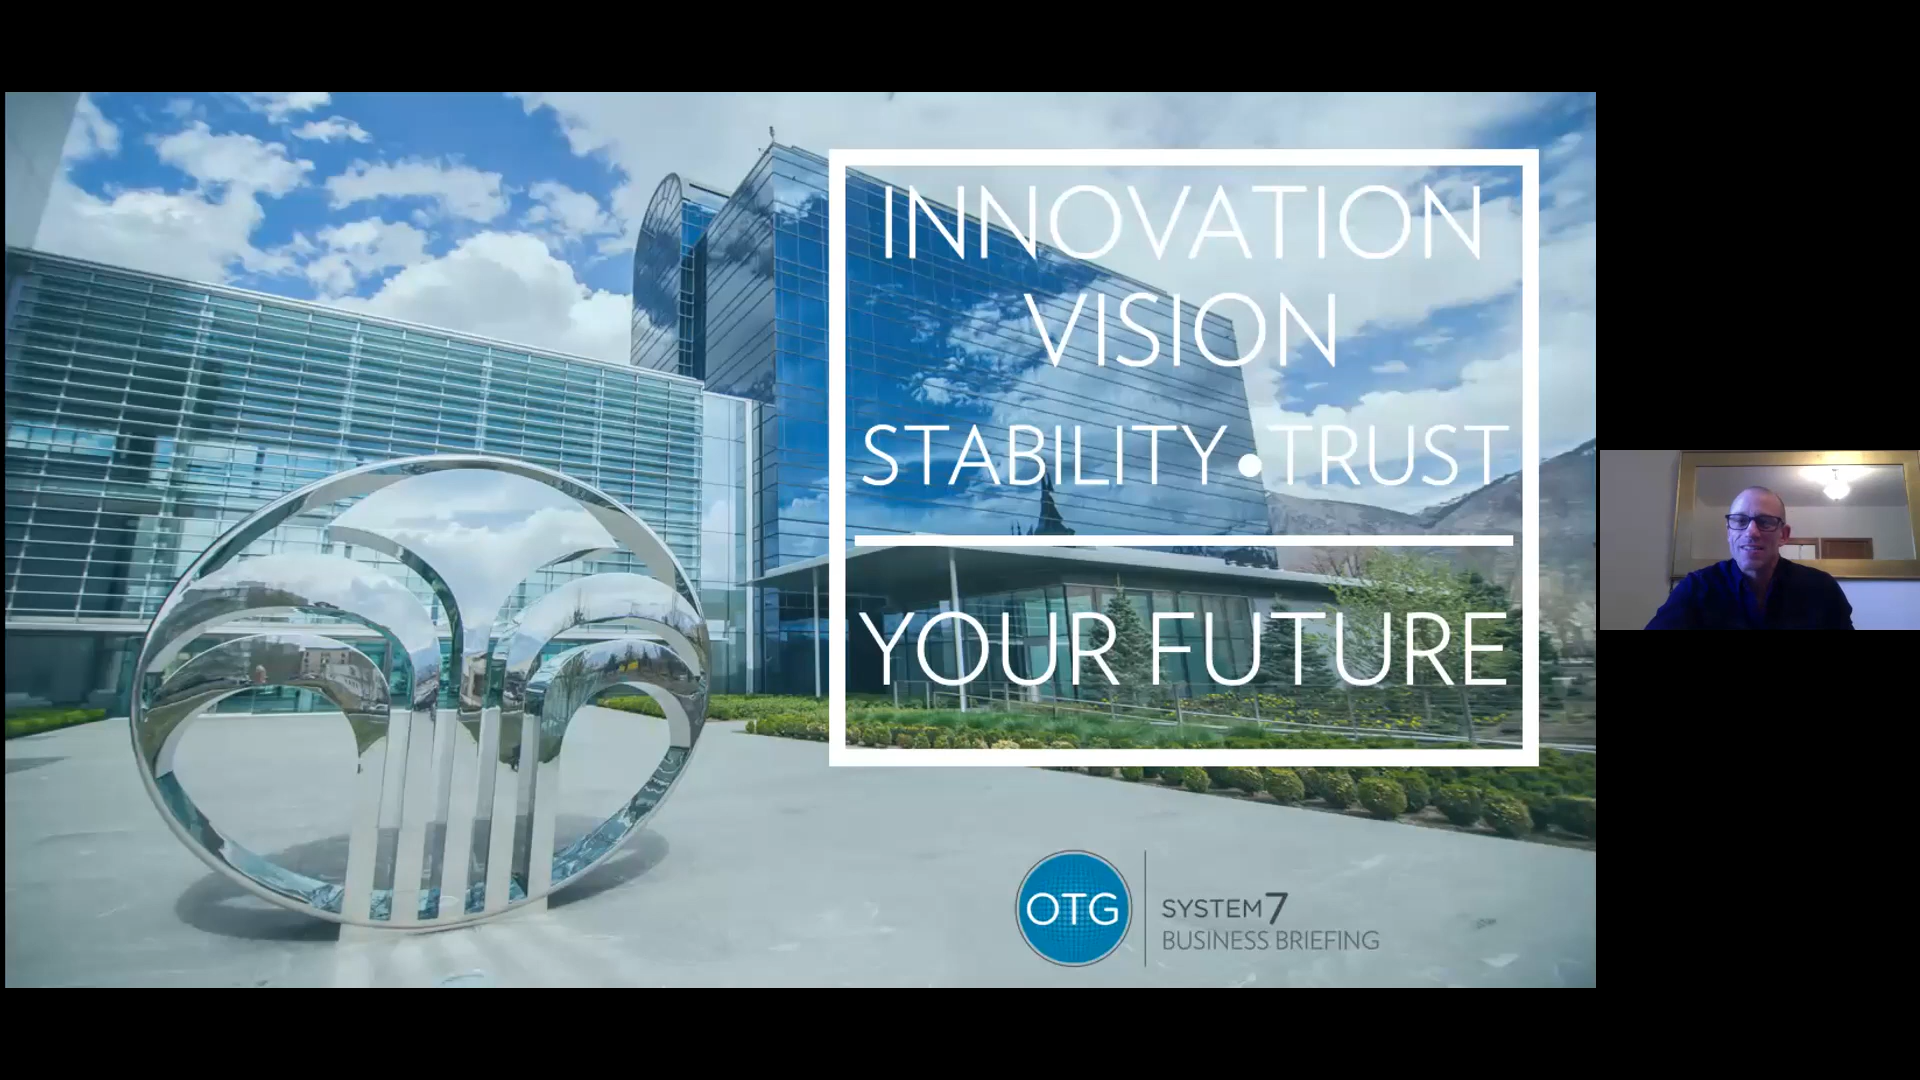 INNOVATION
VISION
STABILITY•TRUST
YOUR FUTURE
OTG
SYSTEM7
BUSINESS BRIEFING